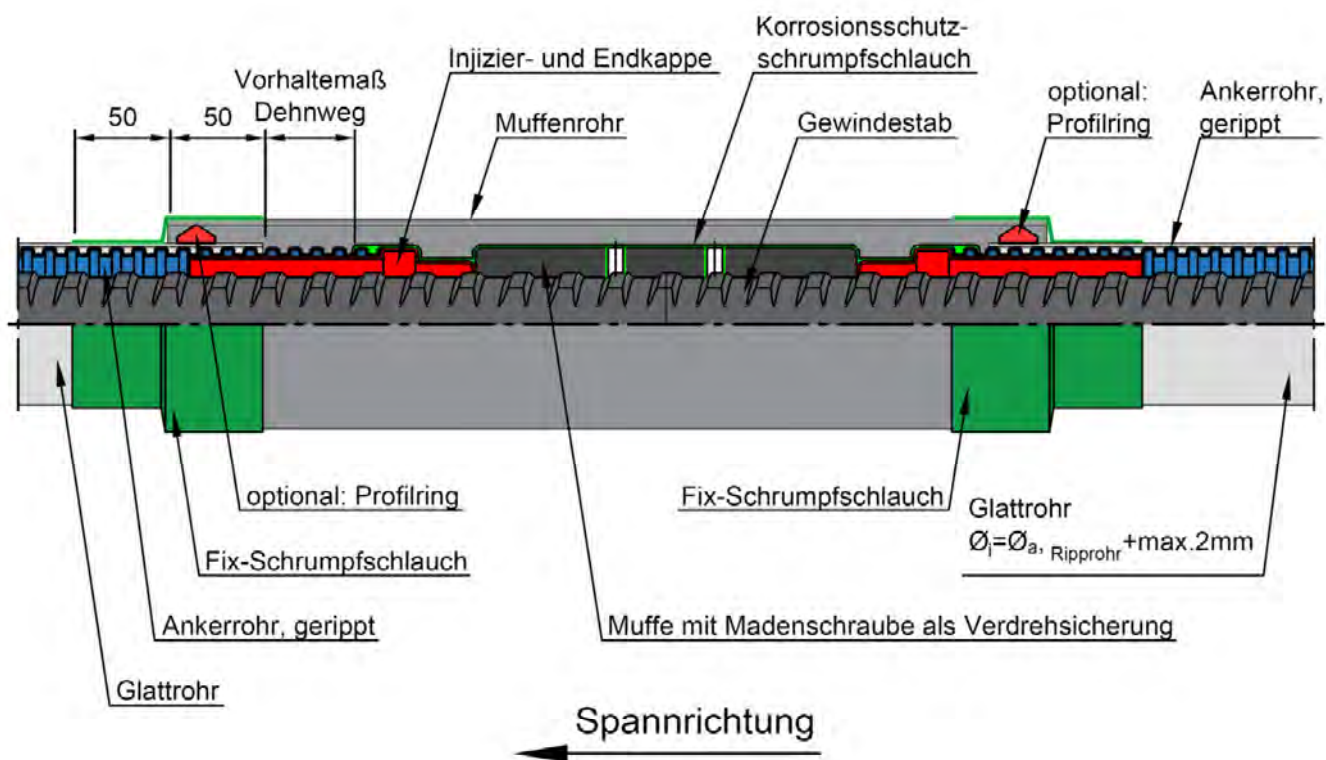 Korrosionsschutz-
schrumpfschlauch
Injizier- und Endkappe
Vorhaltemaß
Dehnweg
50
50
Muffenrohr
Gewindestab
optional:
Profilring
Ankerrohr,
gerippt
optional: Profilring
Fix-Schrumpfschlauch
Fix-Schrumpfschlauch
Glattrohr
Øi=Øa, Ripprohr+max.2mm
Ankerrohr, gerippt
Muffe mit Madenschraube als Verdrehsicherung
Glattrohr
Spannrichtung